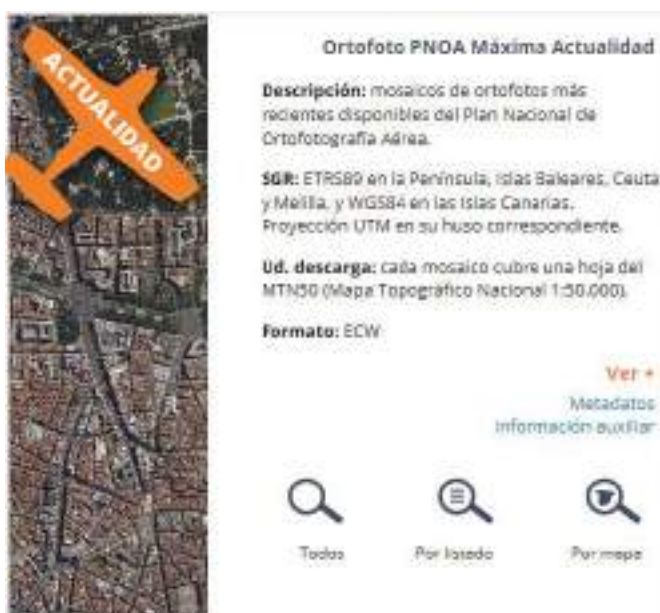 ACTUALIDAD
Ortofoto PNOA Máxima Actualidad
Descripción: mosaicos de ortofotos más
recientes disponibles del Plan Nacional de
Ortofotografía Aérea.
SGR: ETRS89 en la Península, Islas Baleares, Ceuta
y Melilla, y WGS84 en las Islas Canarias.
Proyección UTM en su huso correspondiente.
Ud. descarga: cada mosaico cubre una hoja del
MTN50 (Mapa Topográfico Nacional 1:50.000).
Formato: ECW
Ver +
Metadatos
Información auxiliar
Todos Por listado Por mapa